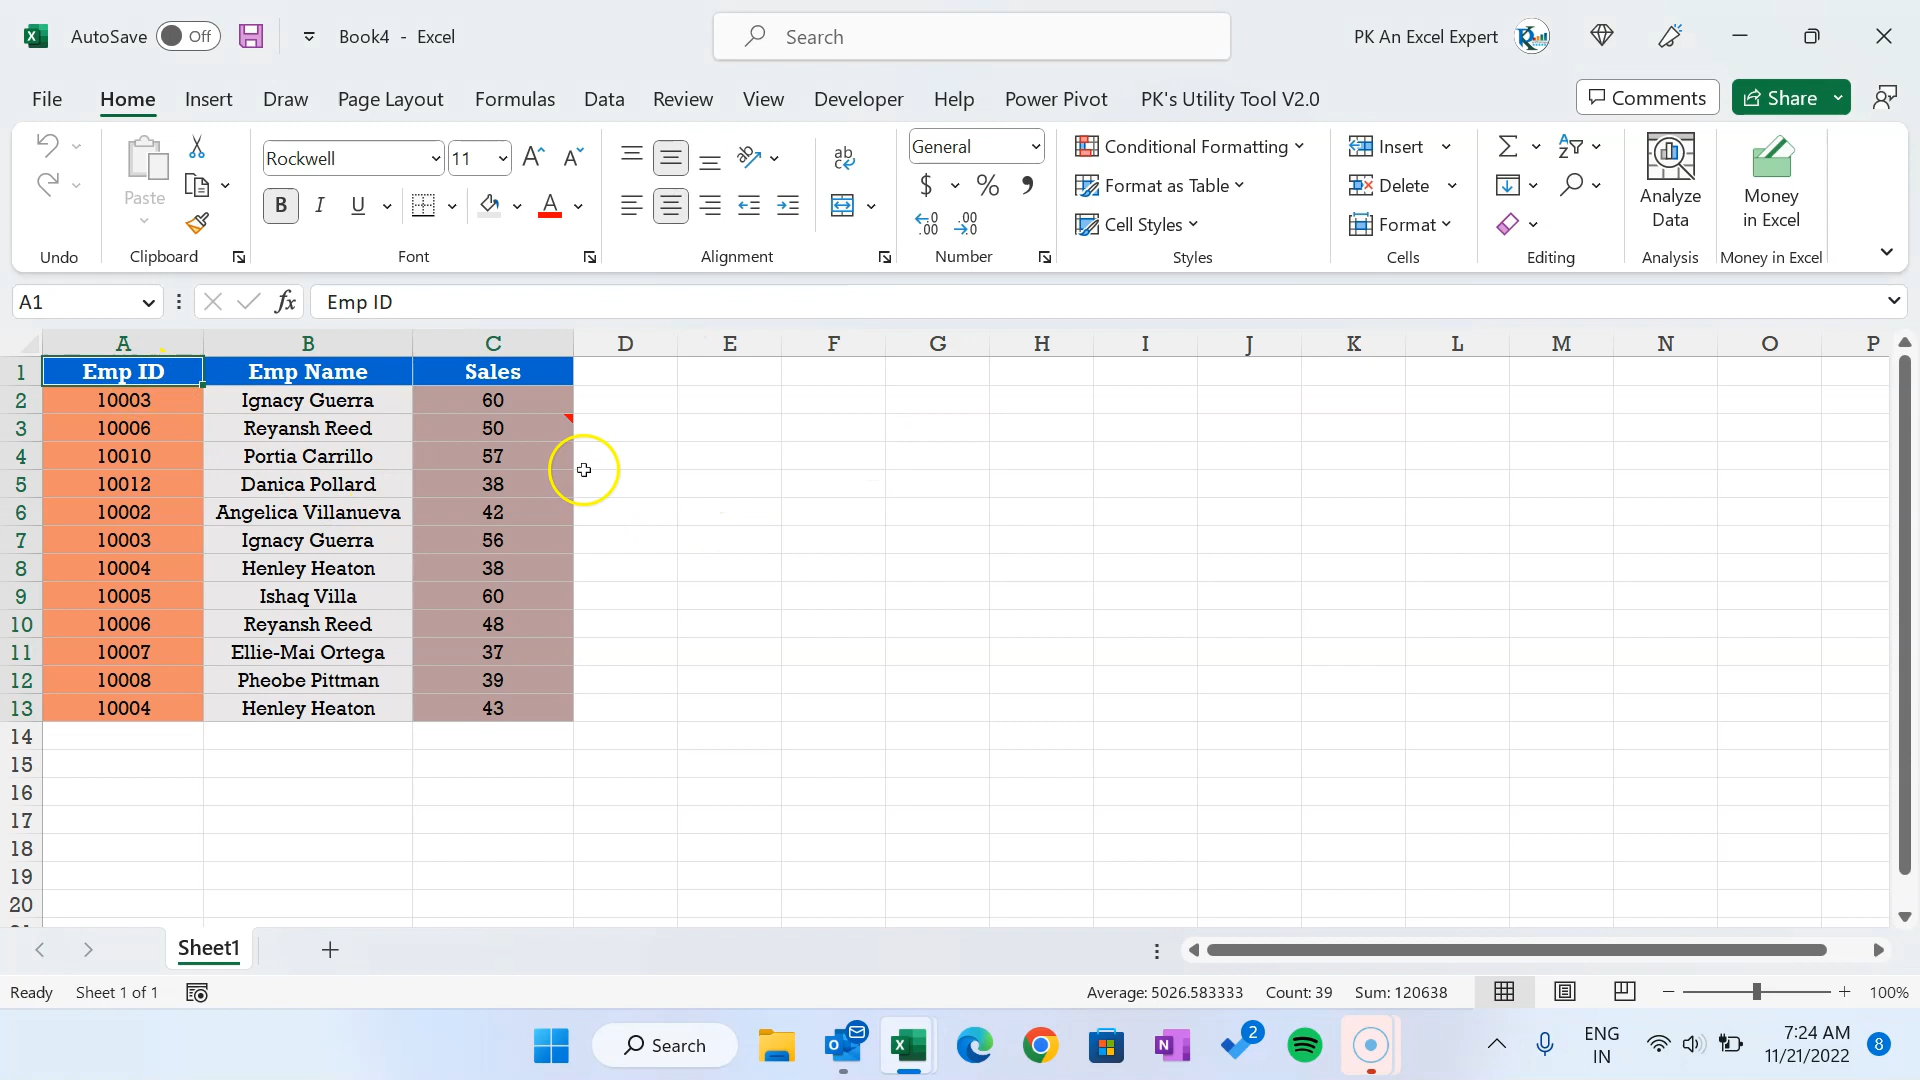 AutoSave Off Book4 - Excel Search PK An Excel Expert
File Home Insert Draw Page Layout Formulas Data Review View Developer Help Power Pivot PK's Utility Tool V2.0 Comments Share
Paste
Rockwell 11
B I U A
ab
General
$ % ,
Conditional Formatting
Format as Table
Cell Styles
Insert
Delete
Format
Analyze Data
Money in Excel
Undo Clipboard Font Alignment Number Styles Cells Editing Analysis Money in Excel
A1 fx Emp ID
A B C D E F G H I J K L M N O P
1 Emp ID Emp Name Sales
2 10003 Ignacy Guerra 60
3 10006 Reyansh Reed 50
4 10010 Portia Carrillo 57
5 10012 Danica Pollard 38
6 10002 Angelica Villanueva 42
7 10003 Ignacy Guerra 56
8 10004 Henley Heaton 38
9 10005 Ishaq Villa 60
10 10006 Reyansh Reed 48
11 10007 Ellie-Mai Ortega 37
12 10008 Pheobe Pittman 39
13 10004 Henley Heaton 43
14
15
16
17
18
19
20
Sheet1
Ready Sheet 1 of 1 Average: 5026.583333 Count: 39 Sum: 120638 100%
Search 2 ENG IN 7:24 AM 11/21/2022 8